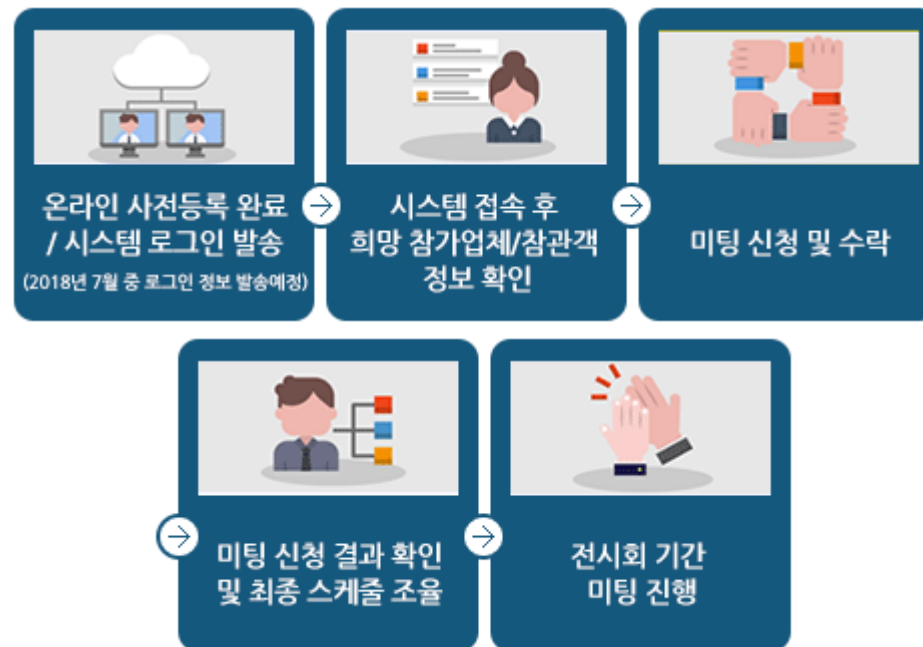 온라인 사전등록 완료
/ 시스템 로그인 발송
(2018년 7월 중 로그인 정보 발송예정)
시스템 접속 후
희망 참가업체/참관객
정보 확인
미팅 신청 및 수락
미팅 신청 결과 확인
및 최종 스케줄 조율
전시회 기간
미팅 진행